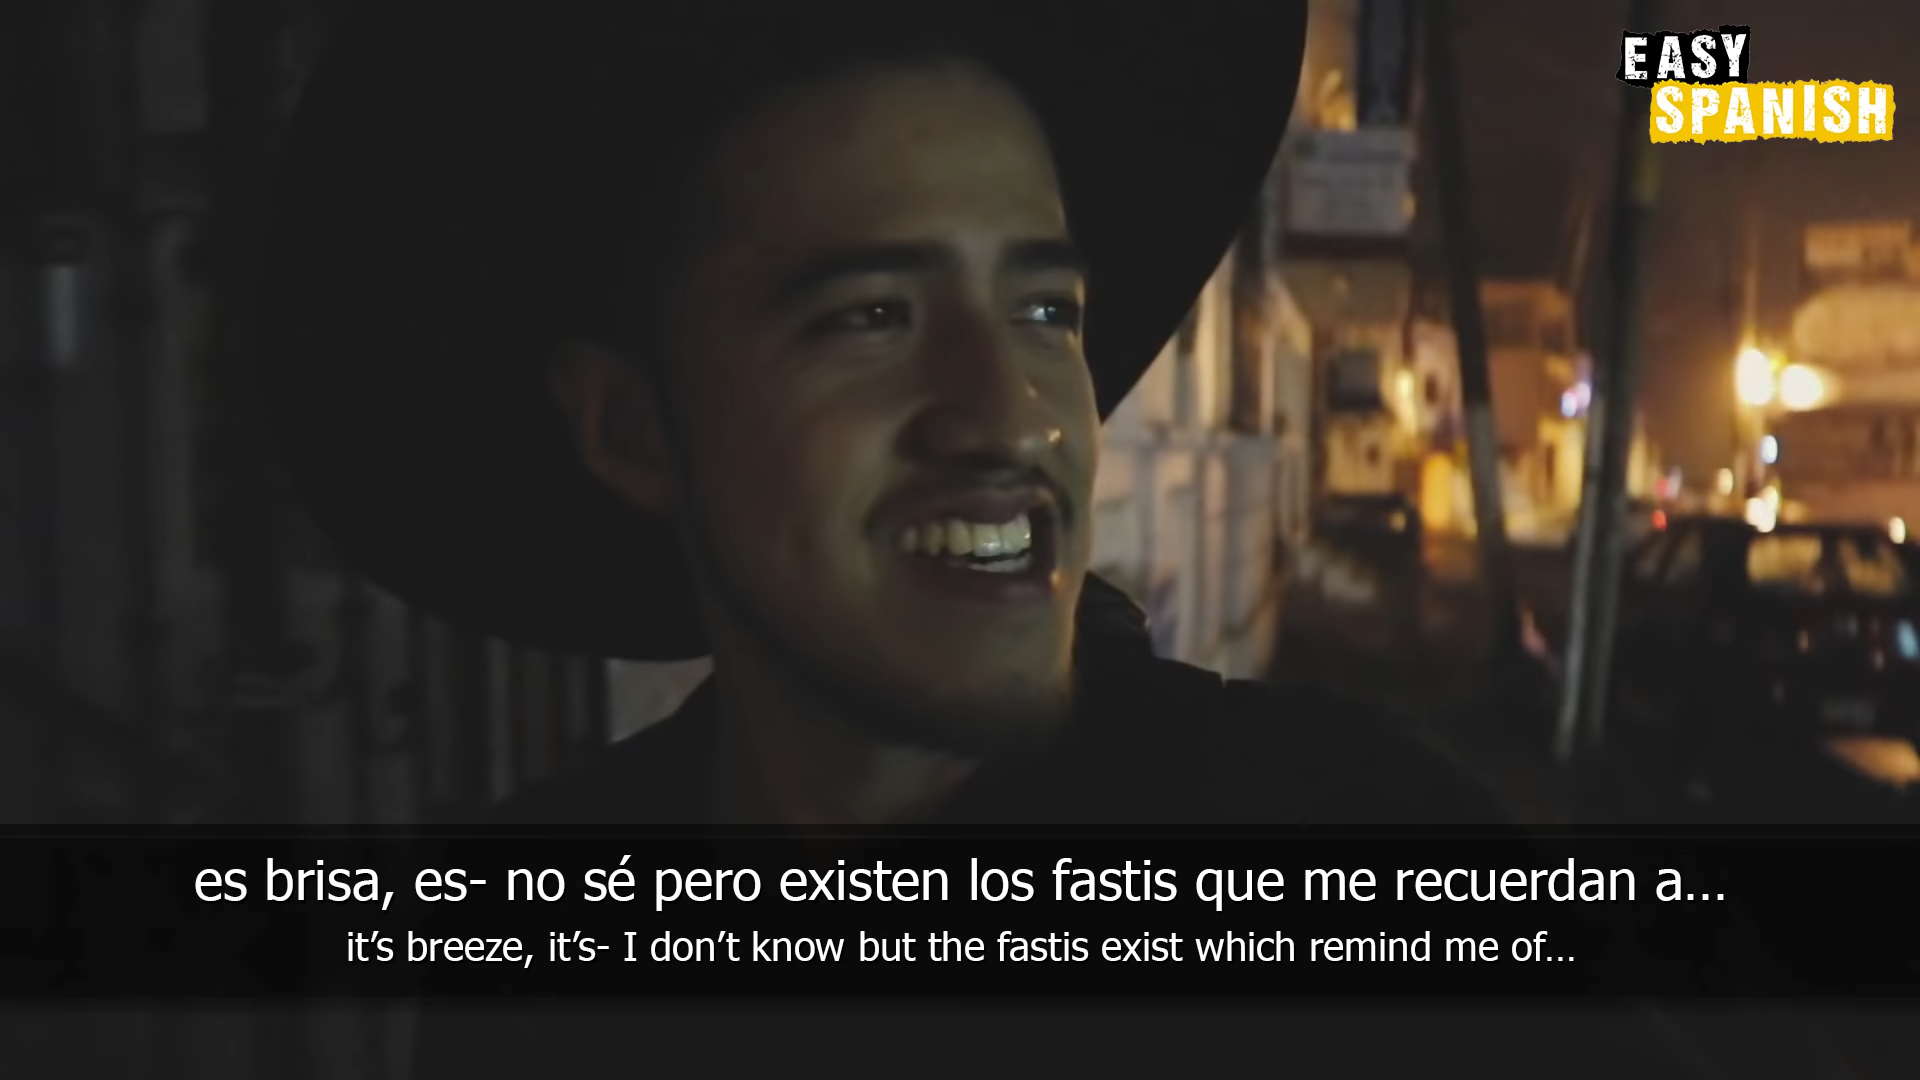 EASY
SPANISH
es brisa, es- no sé pero existen los fastis que me recuerdan a...
it’s breeze, it’s- I don’t know but the fastis exist which remind me of...